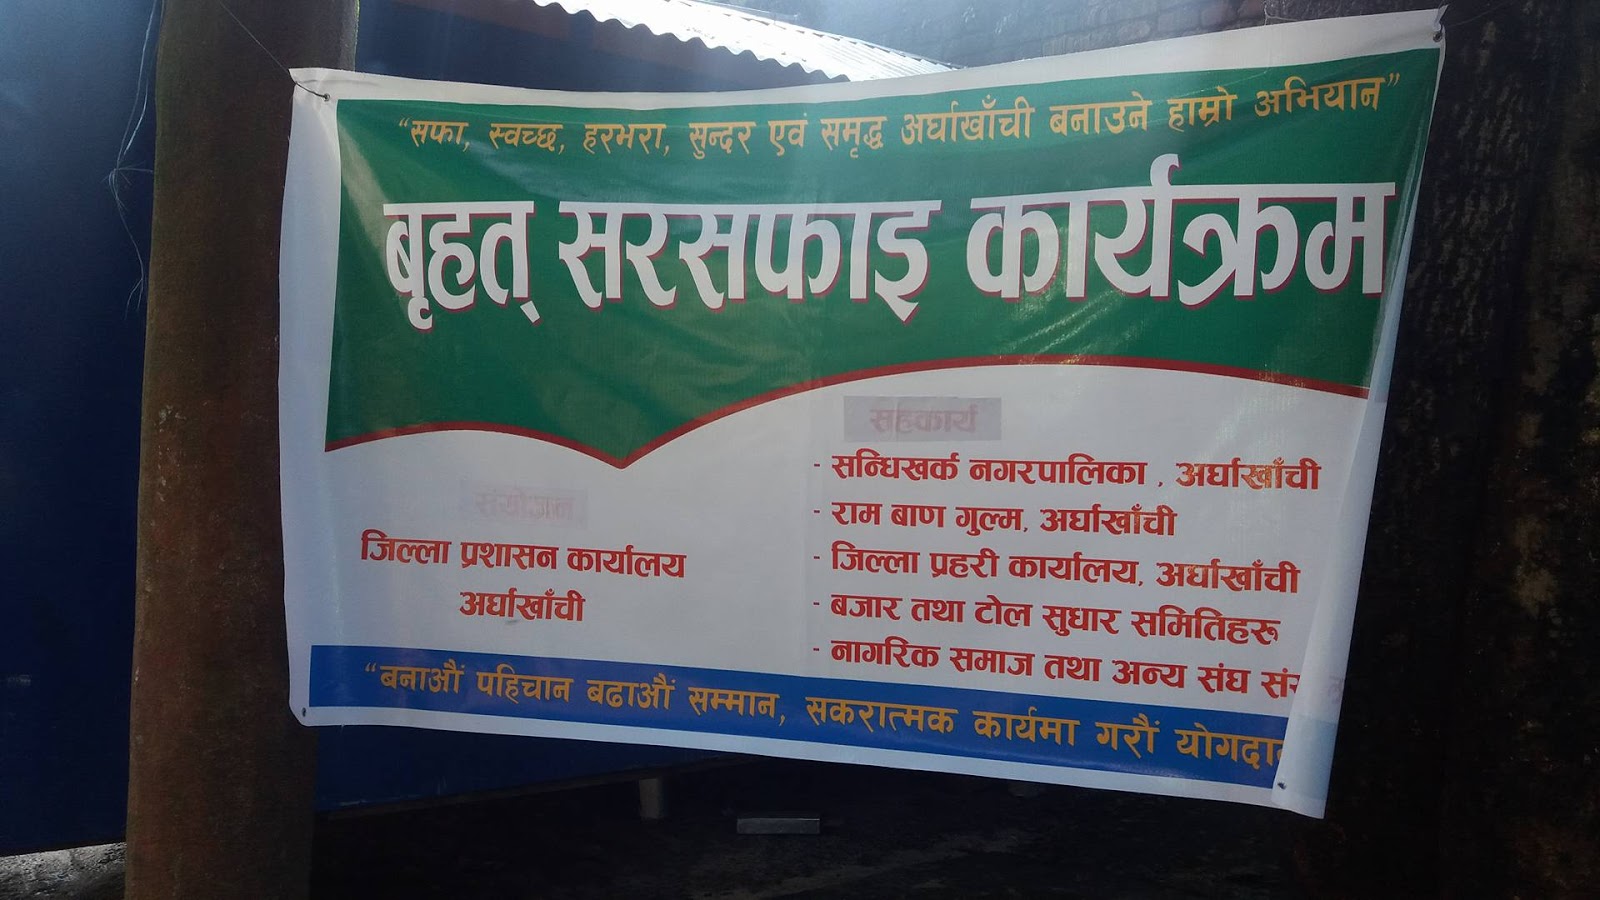 “सफा, स्वच्छ, हरभरा, सुन्दर एवं समृद्ध अर्घाखाँची बनाउने हाम्रो अभियान”
बृहत् सरसफाइ कार्यक्रम
संयोजन
जिल्ला प्रशासन कार्यालय
अर्घाखाँची
सहकार्य
- सन्धिखर्क नगरपालिका , अर्घाखाँची
- राम बाण गुल्म, अर्घाखाँची
- जिल्ला प्रहरी कार्यालय, अर्घाखाँची
- बजार तथा टोल सुधार समितिहरू
- नागरिक समाज तथा अन्य संघ
“बनाऔं पहिचान बढाऔं सम्मान, सकरात्मक कार्यमा गरौं